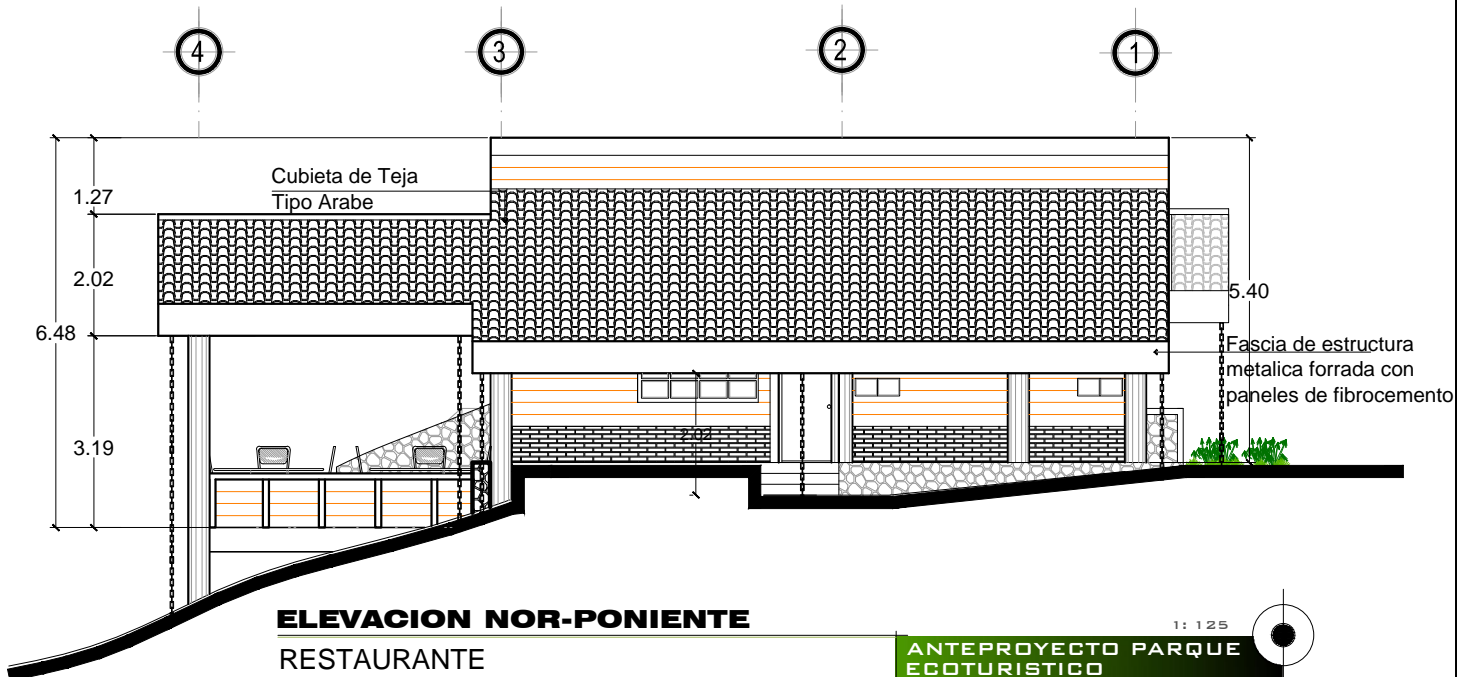 4
3
2
1
Cubieta de Teja
Tipo Arabe
1.27
2.02
6.48
3.19
5.40
Fascia de estructura
metalica forrada con
paneles de fibrocemento
2.02
ELEVACION NOR-PONIENTE
RESTAURANTE
1: 125
ANTEPROYECTO PARQUE
ECOTURISTICO